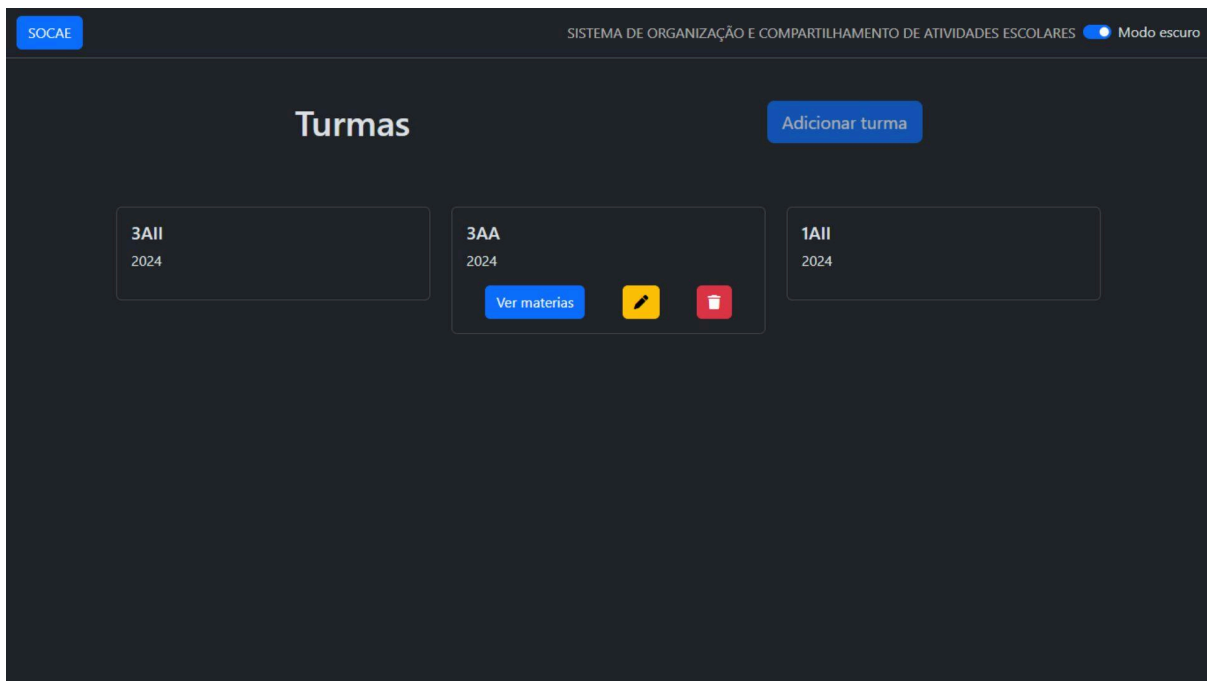 SOCAE
SISTEMA DE ORGANIZAÇÃO E COMPARTILHAMENTO DE ATIVIDADES ESCOLARES Modo escuro
Turmas
Adicionar turma
3AII
2024
3AA
2024
Ver materias
1AII
2024